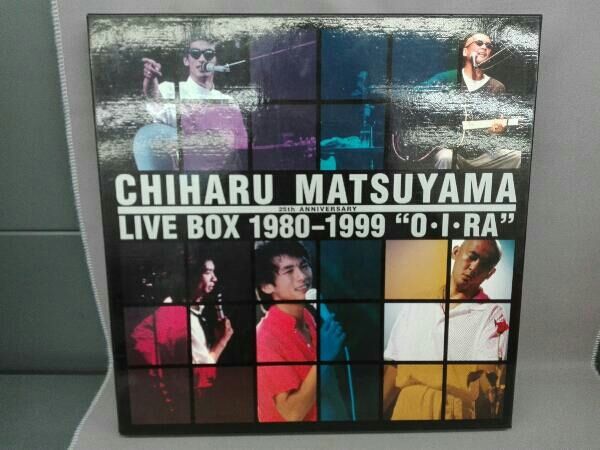 CHIHARU MATSUYAMA
25th ANNIVERSARY
LIVE BOX 1980-1999 "O·I·RA"